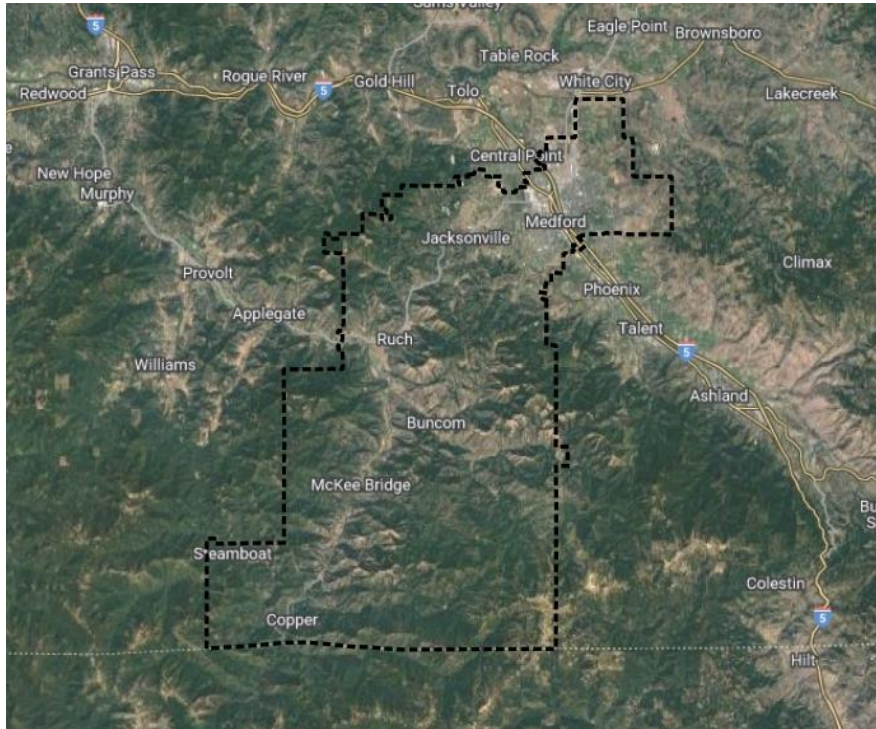 Sams Valley
5
Eagle Point
Brownsboro
Table Rock
Grants Pass
Rogue River
Gold Hill
White City
Redwood
5
Tolo
Lakecreek
Central Point
New Hope
Murphy
Medford
Jacksonville
Climax
Provolt
Phoenix
Applegate
Talent
Ruch
5
Williams
Ashland
Buncom
McKee Bridge
Steamboat
Colestin
Copper
5
Hilt